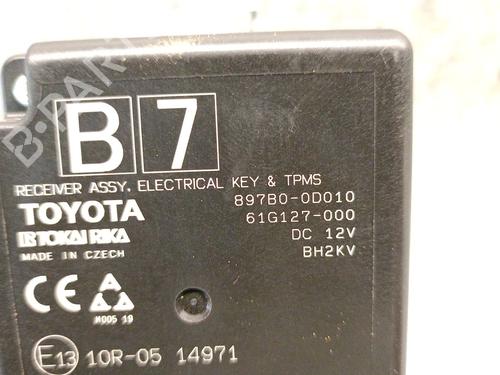 B 7
RECEIVER ASSY, ELECTRICAL KEY & TPMS
TOYOTA 897B0-0D010
TOKAI RIKA 61G127-000
MADE IN CZECH DC 12V
BH2KV
CE
M005 19
E13 10R-05 14971
B-PART